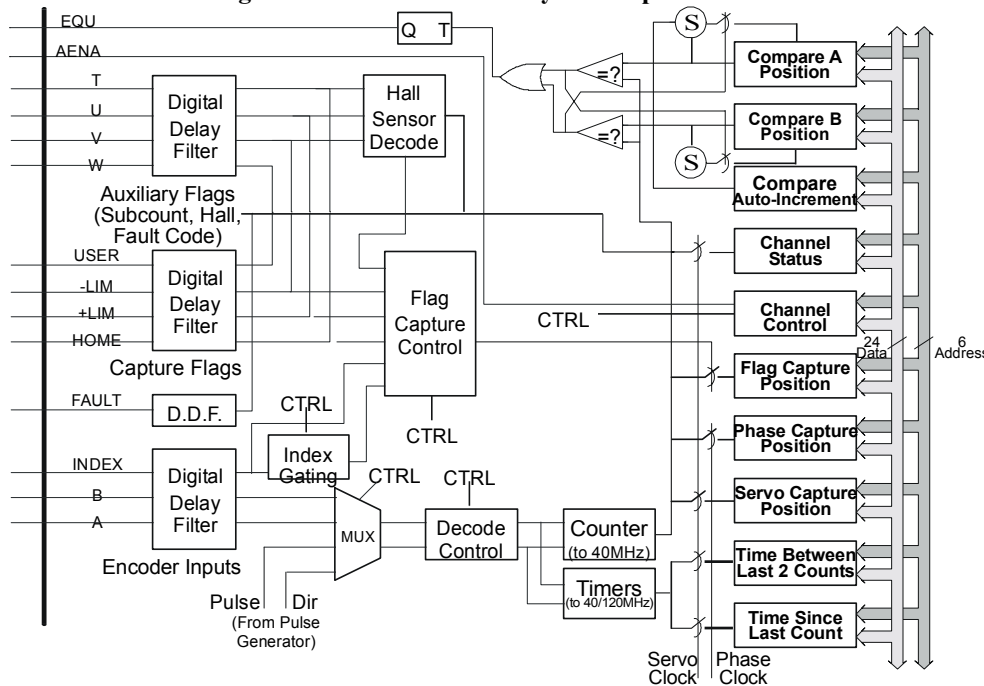 EQU
Q T
S
AENA
=?
Compare A
Position
T
Digital
Delay
Filter
Hall
Sensor
Decode
U
V
W
=?
Compare B
Position
S
Auxiliary Flags
(Subcount, Hall,
Fault Code)
Compare
Auto-Increment
USER
Digital
Delay
Filter
-LIM
+LIM
HOME
Capture Flags
Flag
Capture
Control
Channel
Status
CTRL
Channel
Control
24
Data
6
Address
Flag Capture
Position
FAULT
D.D.F.
CTRL
CTRL
Phase Capture
Position
INDEX
Digital
Delay
Filter
Index
Gating
CTRL
CTRL
B
A
Encoder Inputs
MUX
Decode
Control
Counter
(to 40MHz)
Servo Capture
Position
Timers
(to 40/120MHz)
Time Between
Last 2 Counts
Pulse Dir
(From Pulse
Generator)
Time Since
Last Count
Servo
Clock
Phase
Clock